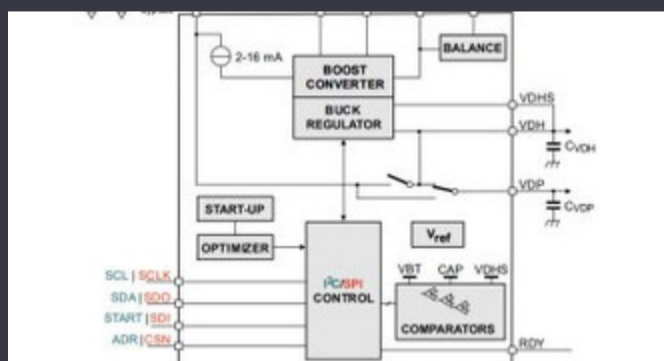 BALANCE
2-16 mA
BOOST
CONVERTER
BUCK
REGULATOR
VDHS
VDH
CVDH
VDP
CVDP
START-UP
OPTIMIZER
Vref
I²C/SPI
CONTROL
VBT CAP VDHS
COMPARATORS
SCL | SCLK
SDA | SDO
START | SDI
ADR | CSN
RDY